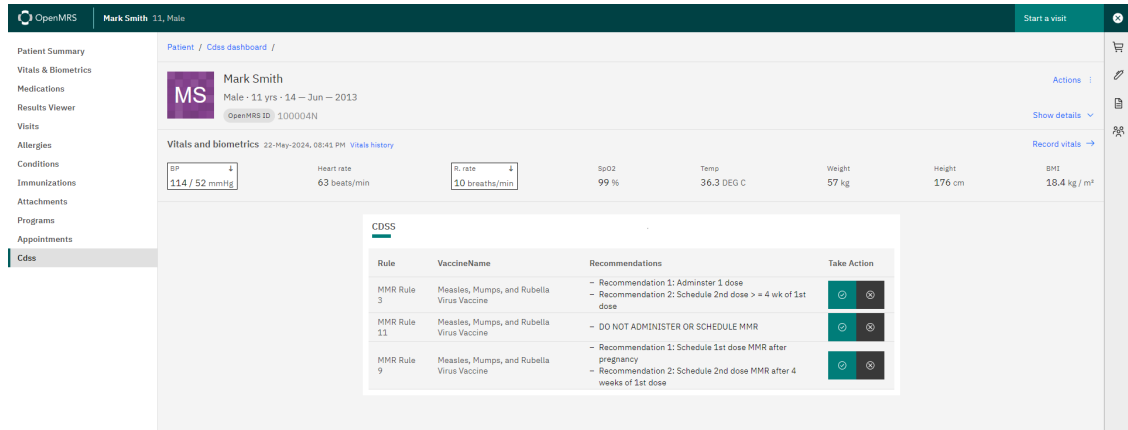 OpenMRS
Mark Smith 11, Male
Start a visit
Patient Summary
Vitals & Biometrics
Medications
Results Viewer
Visits
Allergies
Conditions
Immunizations
Attachments
Programs
Appointments
Cdss
Patient / Cdss dashboard /
MS
Mark Smith
Male · 11 yrs · 14 — Jun — 2013
OpenMRS ID 100004N
Actions
Show details
Vitals and biometrics 22-May-2024, 08:41 PM Vitals history
Record vitals →
BP ↓
114 / 52 mmHg
Heart rate
63 beats/min
R. rate ↓
10 breaths/min
SpO2
99 %
Temp
36.3 DEG C
Weight
57 kg
Height
176 cm
BMI
18.4 kg / m²
CDSS
Rule VaccineName Recommendations Take Action
MMR Rule
3
Measles, Mumps, and Rubella
Virus Vaccine
– Recommendation 1: Adminster 1 dose
– Recommendation 2: Schedule 2nd dose > = 4 wk of 1st
dose
MMR Rule
11
Measles, Mumps, and Rubella
Virus Vaccine
– DO NOT ADMINISTER OR SCHEDULE MMR
MMR Rule
9
Measles, Mumps, and Rubella
Virus Vaccine
– Recommendation 1: Schedule 1st dose MMR after
pregnancy
– Recommendation 2: Schedule 2nd dose MMR after 4
weeks of 1st dose